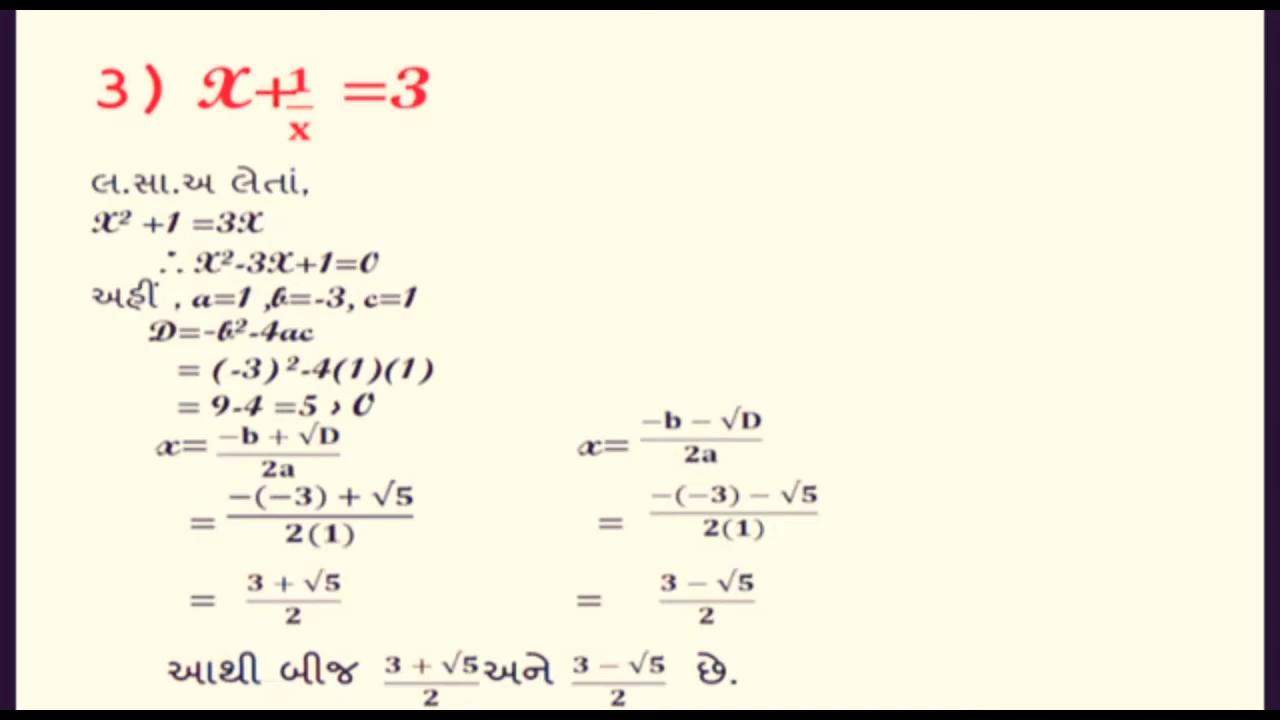 3) x+1/x =3
લ.સા.અ લેતાં,
x² +1 =3x
∴ x²-3x+1=0
અહીં , a=1 ,b=-3, c=1
D=-b²-4ac
= (-3)²-4(1)(1)
= 9-4 =5 > 0
x= (-b + √D)/2a
x= (-b − √D)/2a
= (-(-3) + √5)/2(1)
= (-(-3) − √5)/2(1)
= (3 + √5)/2
= (3 − √5)/2
આથી બીજ (3 + √5)/2 અને (3 − √5)/2 છે.